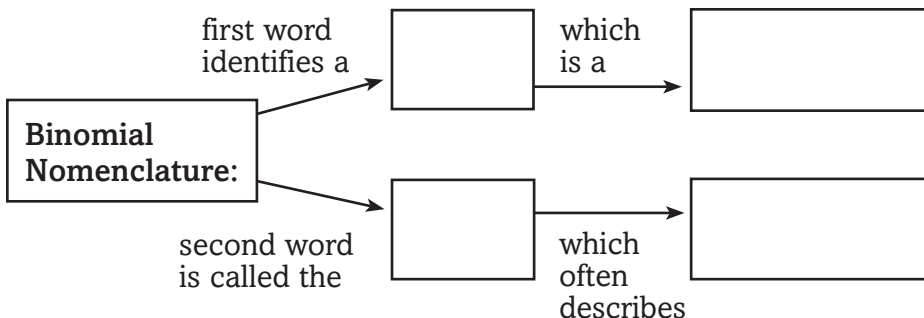 first word
identifies a
which
is a
Binomial
Nomenclature:
second word
is called the
which
often
describes